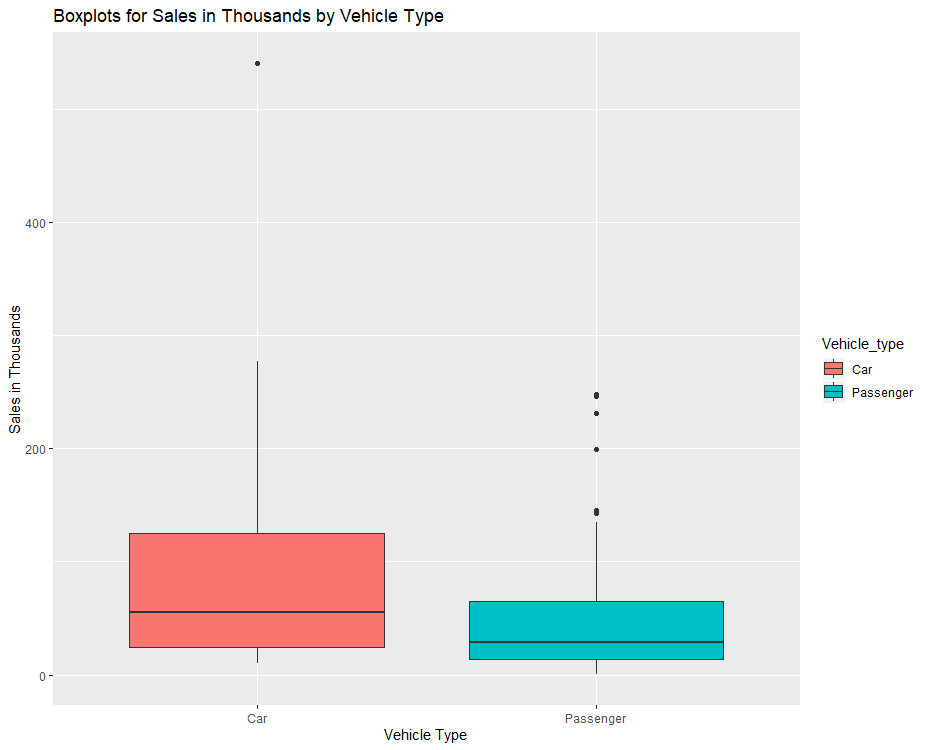 Boxplots for Sales in Thousands by Vehicle Type
Sales in Thousands
400
200
0
Car
Passenger
Vehicle Type
Vehicle_type
Car
Passenger